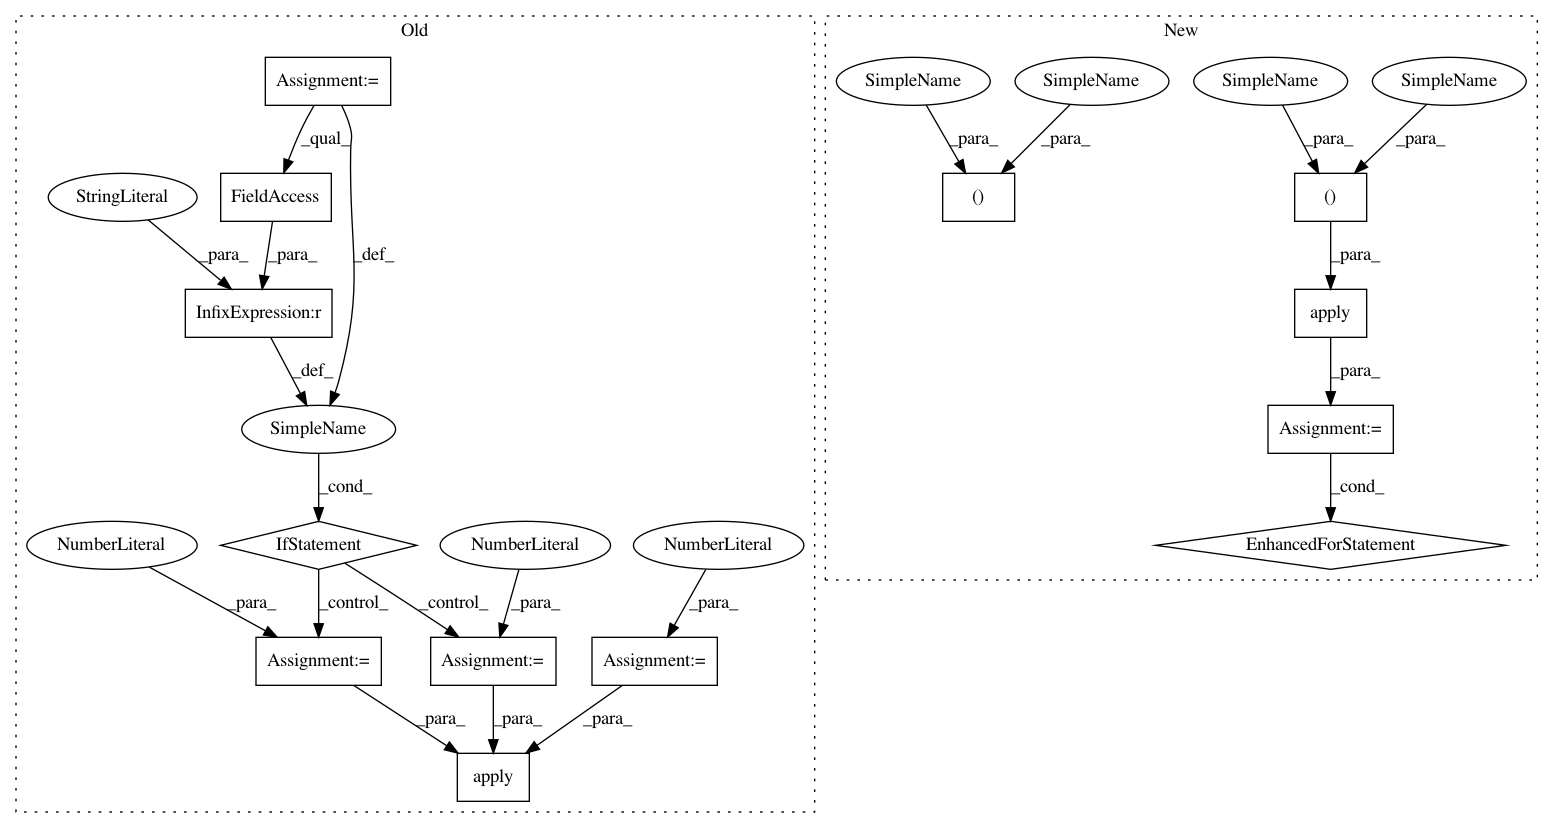 Old
New
Assignment:=
SimpleName
SimpleName
SimpleName
SimpleName
_qual_
_para_
_para_
_para_
_para_
StringLiteral
FieldAccess
()
()
_para_
_para_
_def_
_para_
InfixExpression:r
apply
_def_
_para_
SimpleName
Assignment:=
_cond_
_cond_
NumberLiteral
IfStatement
NumberLiteral
NumberLiteral
EnhancedForStatement
_para_
_control_
_control_
_para_
_para_
Assignment:=
Assignment:=
Assignment:=
_para_
_para_
_para_
apply